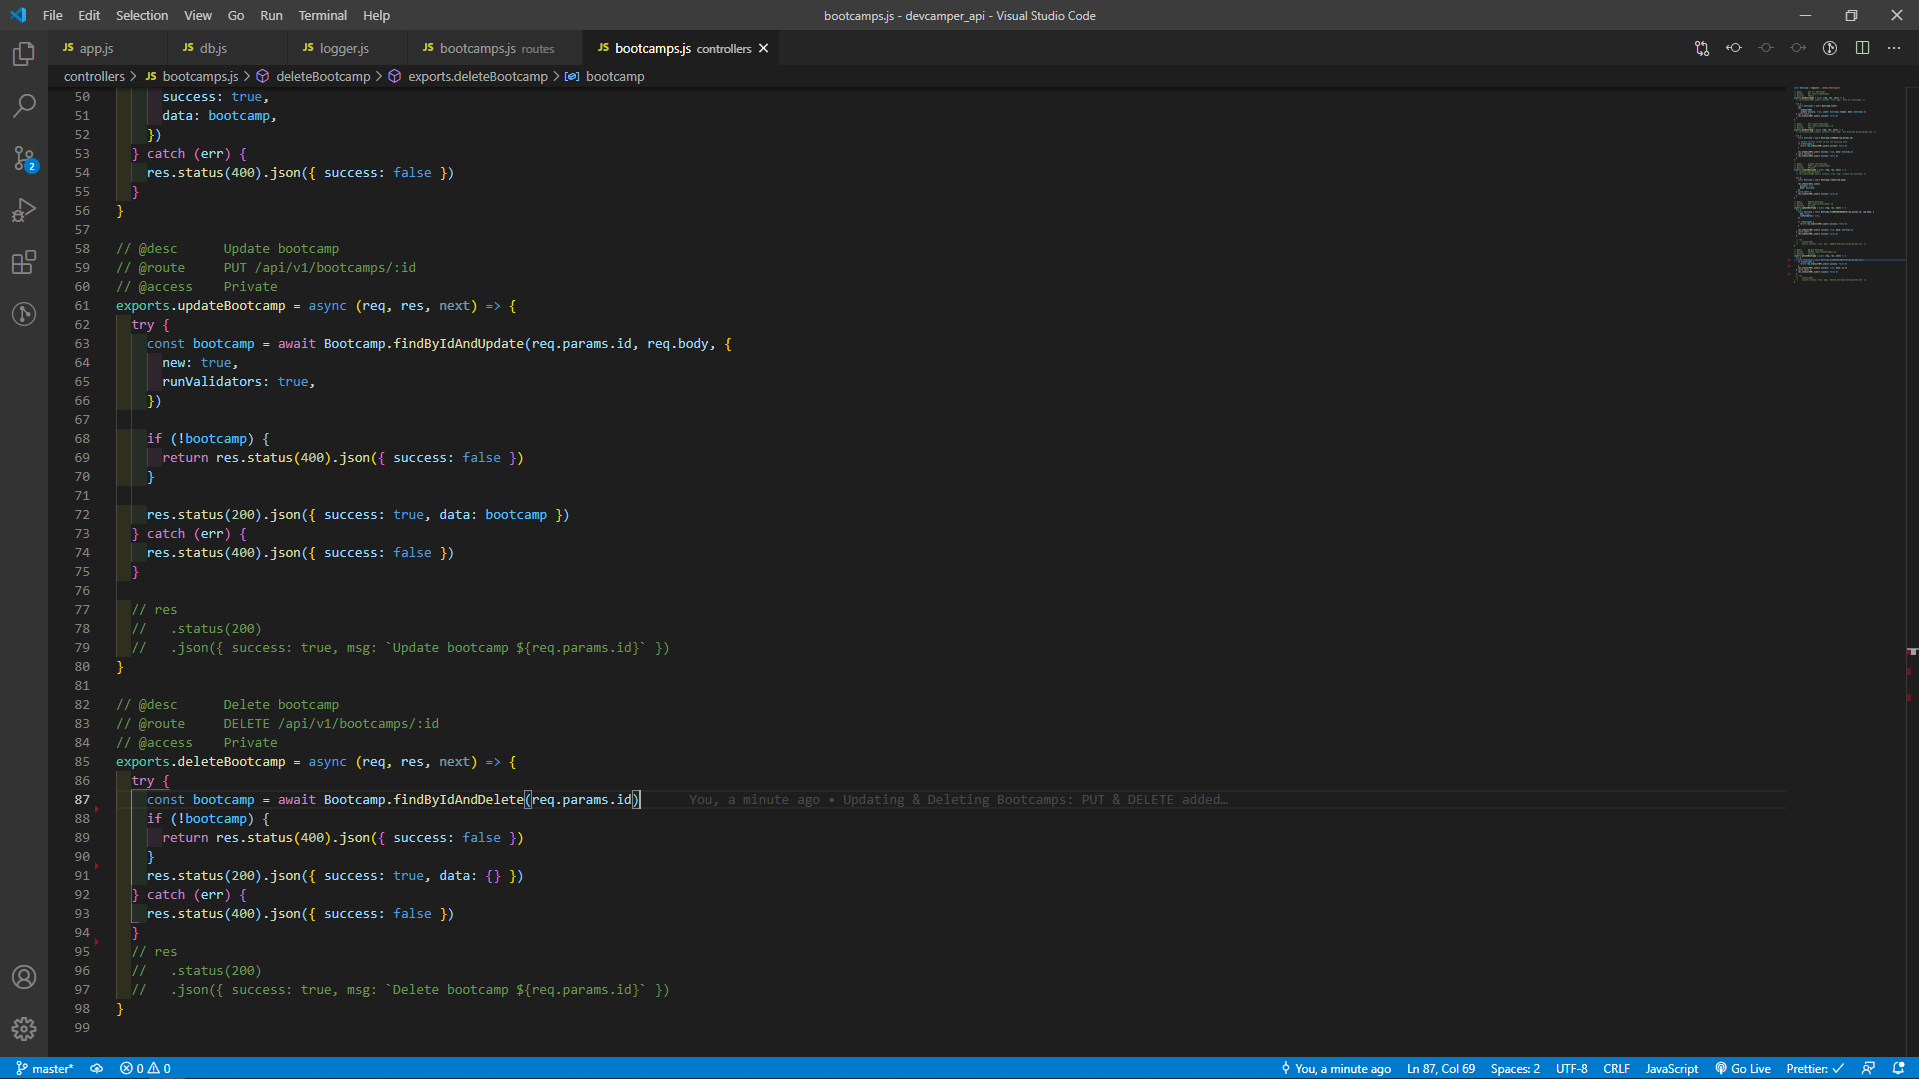 File Edit Selection View Go Run Terminal Help
bootcamps.js - devcamper_api - Visual Studio Code
JS app.js
JS db.js
JS logger.js
JS bootcamps.js routes
JS bootcamps.js controllers
controllers > JS bootcamps.js > deleteBootcamp > exports.deleteBootcamp > bootcamp
2
50 success: true,
51 data: bootcamp,
52 })
53 } catch (err) {
54 res.status(400).json({ success: false })
55 }
56 }
57
58 // @desc Update bootcamp
59 // @route PUT /api/v1/bootcamps/:id
60 // @access Private
61 exports.updateBootcamp = async (req, res, next) => {
62 try {
63 const bootcamp = await Bootcamp.findByIdAndUpdate(req.params.id, req.body, {
64 new: true,
65 runValidators: true,
66 })
67
68 if (!bootcamp) {
69 return res.status(400).json({ success: false })
70 }
71
72 res.status(200).json({ success: true, data: bootcamp })
73 } catch (err) {
74 res.status(400).json({ success: false })
75 }
76
77 // res
78 // .status(200)
79 // .json({ success: true, msg: `Update bootcamp ${req.params.id}` })
80 }
81
82 // @desc Delete bootcamp
83 // @route DELETE /api/v1/bootcamps/:id
84 // @access Private
85 exports.deleteBootcamp = async (req, res, next) => {
86 try {
87 const bootcamp = await Bootcamp.findByIdAndDelete(req.params.id) You, a minute ago • Updating & Deleting Bootcamps: PUT & DELETE added…
88 if (!bootcamp) {
89 return res.status(400).json({ success: false })
90 }
91 res.status(200).json({ success: true, data: {} })
92 } catch (err) {
93 res.status(400).json({ success: false })
94 }
95 // res
96 // .status(200)
97 // .json({ success: true, msg: `Delete bootcamp ${req.params.id}` })
98 }
99
master* 0 0 You, a minute ago Ln 87, Col 69 Spaces: 2 UTF-8 CRLF JavaScript Go Live Prettier: ✓